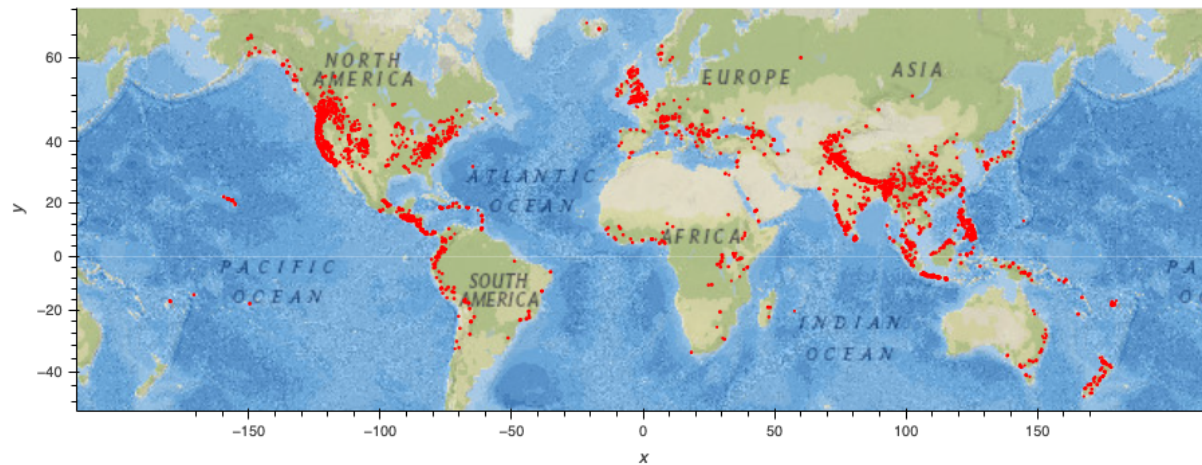 NORTH
AMERICA
EUROPE
ASIA
ATLANTIC
OCEAN
AFRICA
PACIFIC
OCEAN
SOUTH
AMERICA
INDIAN
OCEAN
PA
O
60
40
20
0
−20
−40
y
−150
−100
−50
0
50
100
150
x